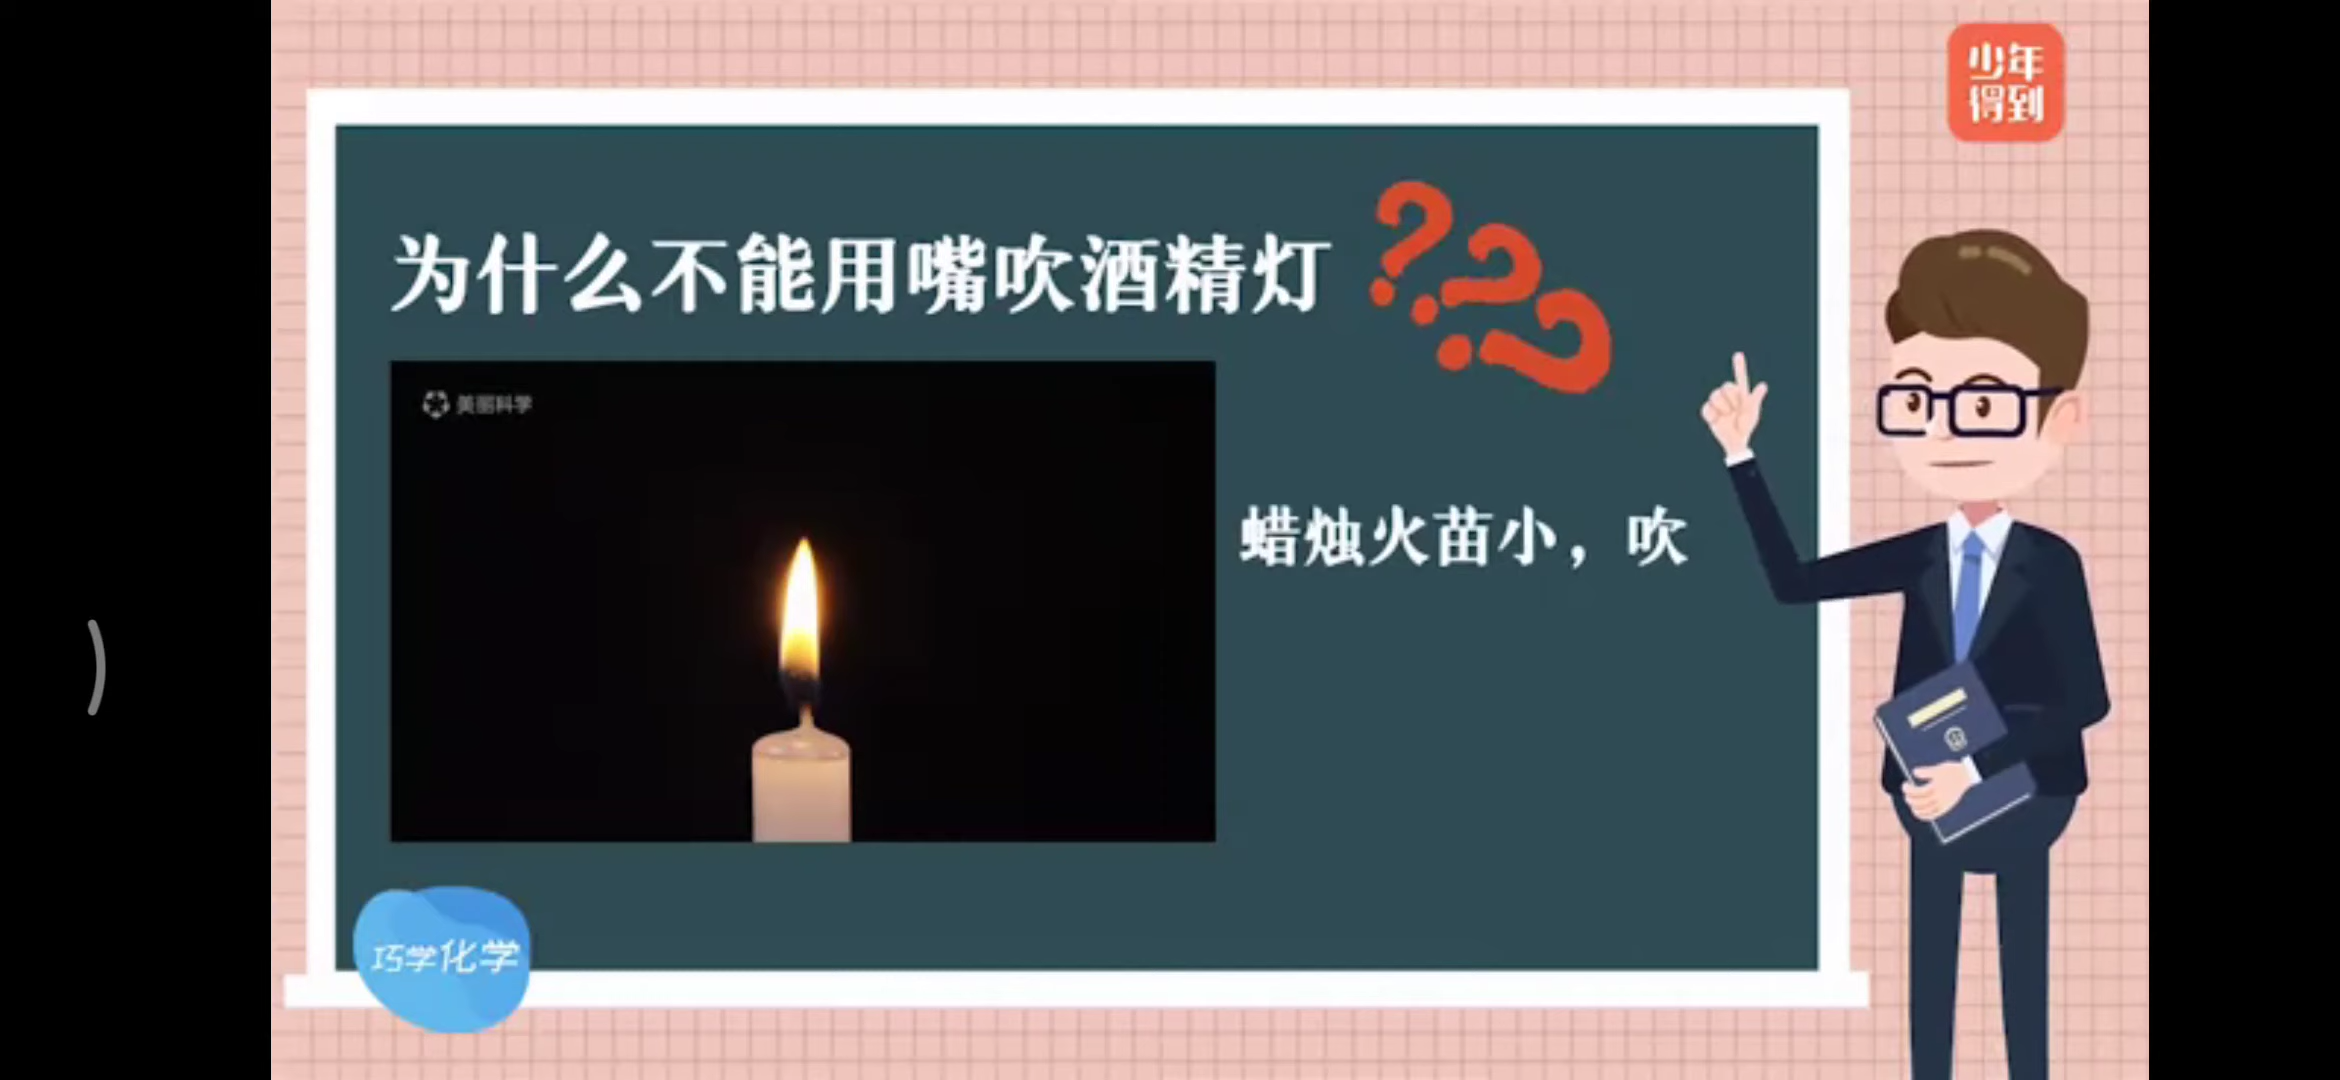 少年
得到
为什么不能用嘴吹酒精灯???
美丽科学
蜡烛火苗小，吹
巧学化学